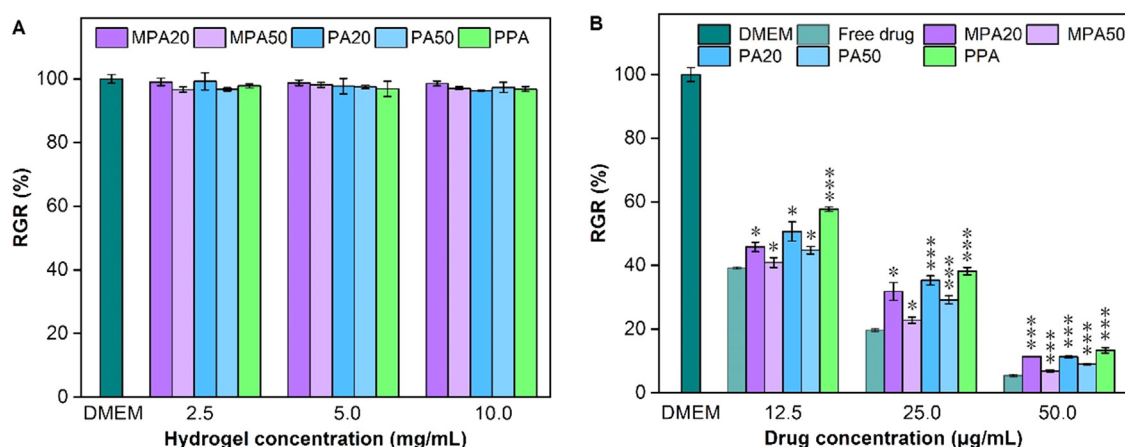 A
MPA20 MPA50 PA20 PA50 PPA
RGR (%)
100
80
60
40
20
0
DMEM 2.5 5.0 10.0
Hydrogel concentration (mg/mL)
B
DMEM Free drug MPA20 MPA50
PA20 PA50 PPA
RGR (%)
100
80
60
40
20
0
* * * * ***
* * *** *** ***
*** *** *** *** ***
DMEM 12.5 25.0 50.0
Drug concentration (µg/mL)